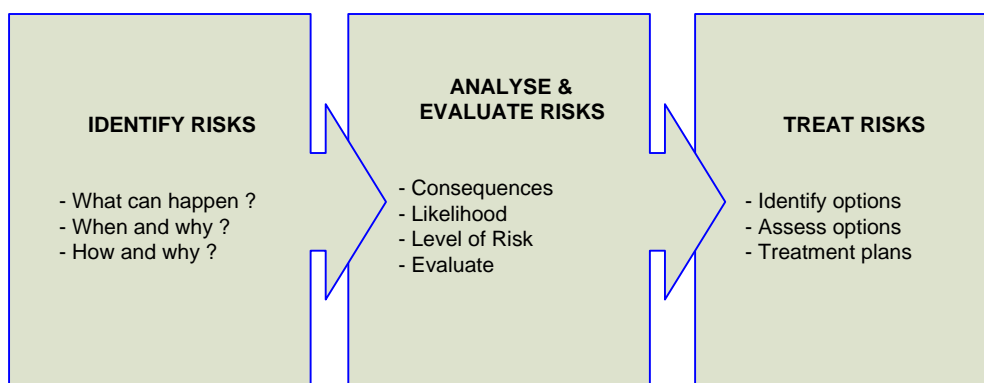 IDENTIFY RISKS
- What can happen ?
- When and why ?
- How and why ?
ANALYSE &
EVALUATE RISKS
- Consequences
- Likelihood
- Level of Risk
- Evaluate
TREAT RISKS
- Identify options
- Assess options
- Treatment plans